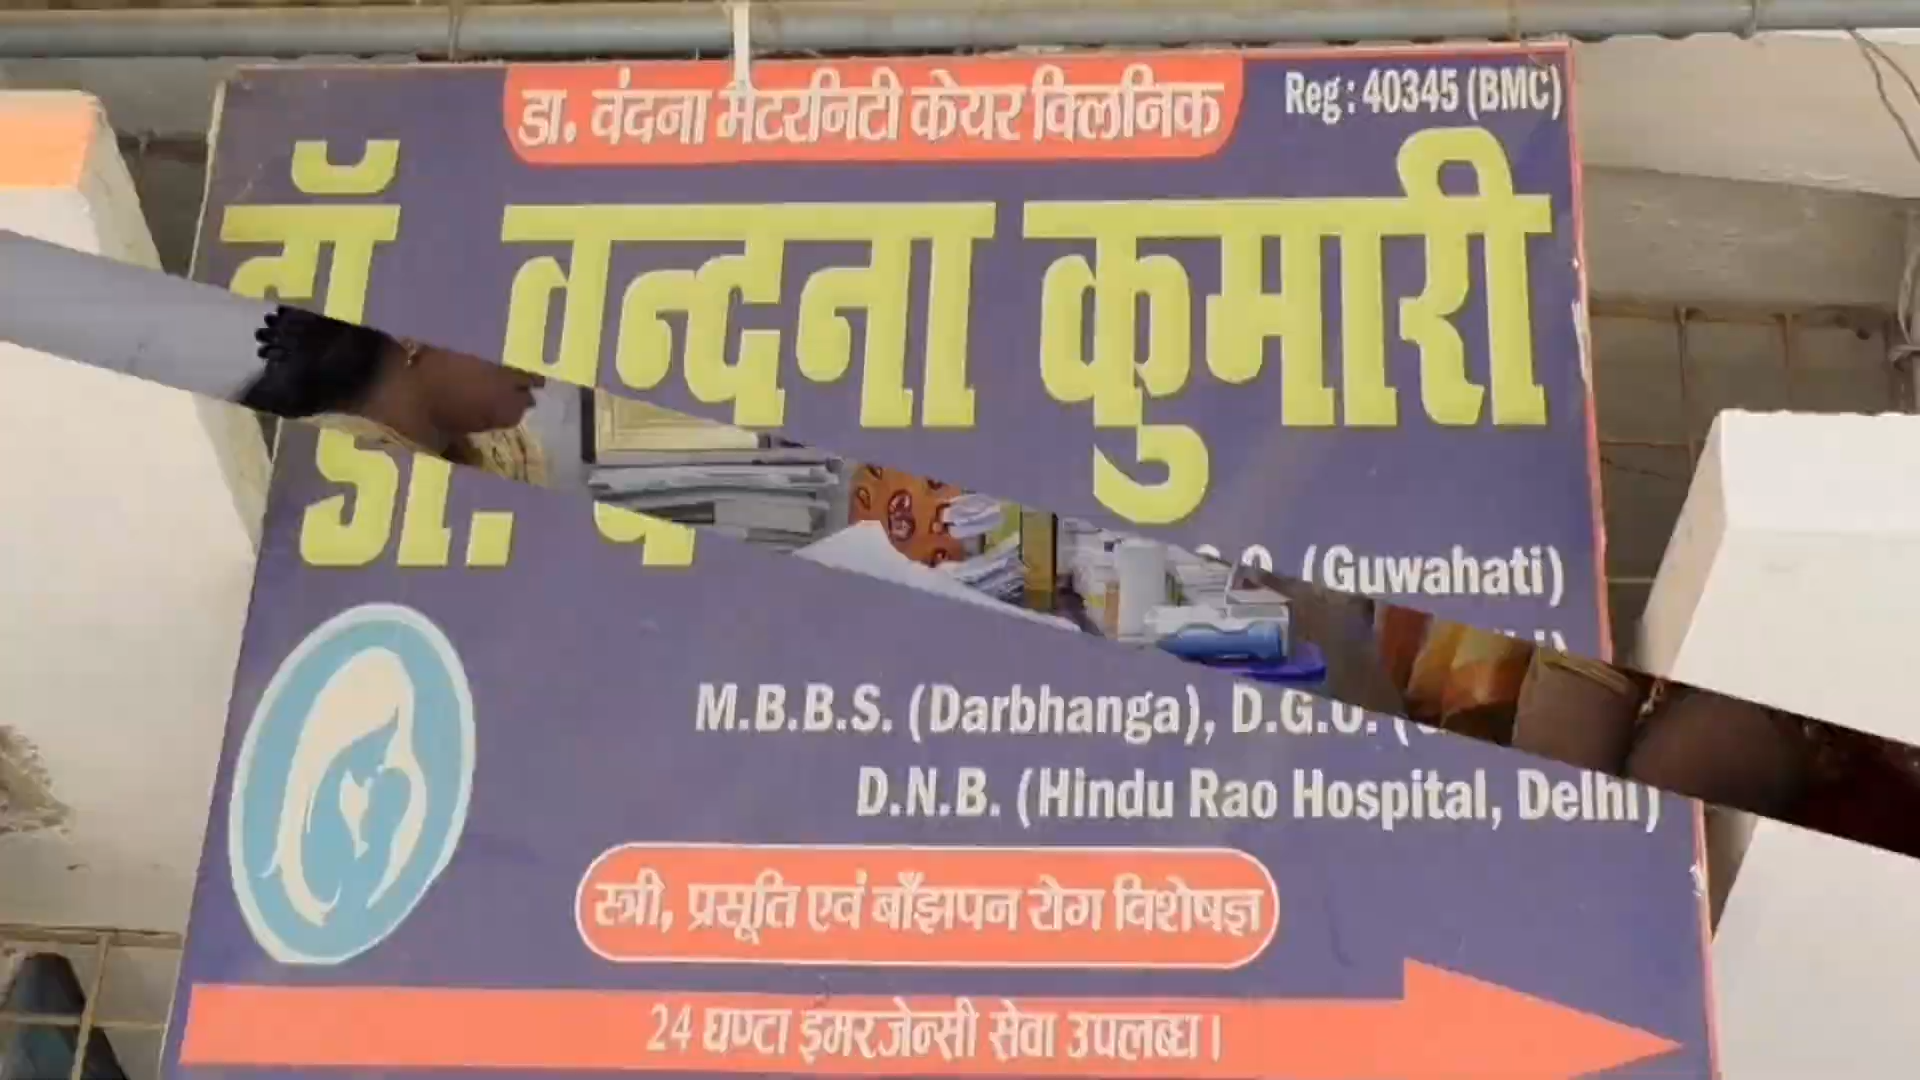 डा. वंदना मैटरनिटी केयर क्लिनिक
Reg : 40345 (BMC)
डॉ. वन्दना कुमारी
डा.
(Guwahati)
M.B.B.S. (Darbhanga), D.G.O.
D.N.B. (Hindu Rao Hospital, Delhi)
स्त्री, प्रसूति एवं बाँझपन रोग विशेषज्ञ
24 घण्टा इमरजेन्सी सेवा उपलब्ध।